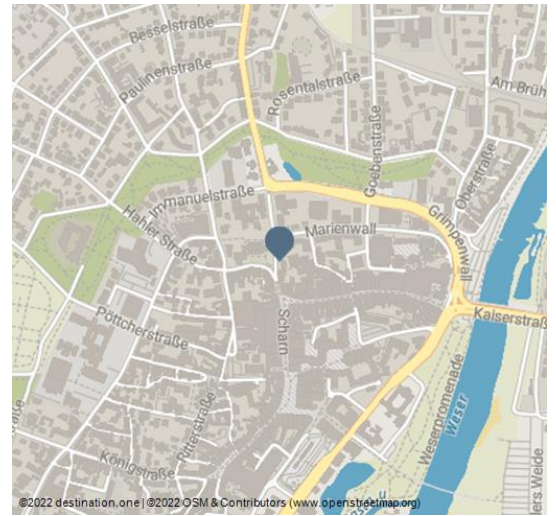 Besselstraße
Paulinenstraße
Rosentalstraße
Am Brüh
Goebenstraße
Oberstraße
Immanuelstraße
Marienwall
Grimpenwall
Hahler Straße
Pöttcherstraße
Scharn
Kaiserstraß
Weserpromenade
Weser
Ritterstraße
Königstraße
ers Weide
©2022 destination.one | ©2022 OSM & Contributors (www.openstreetmap.org)